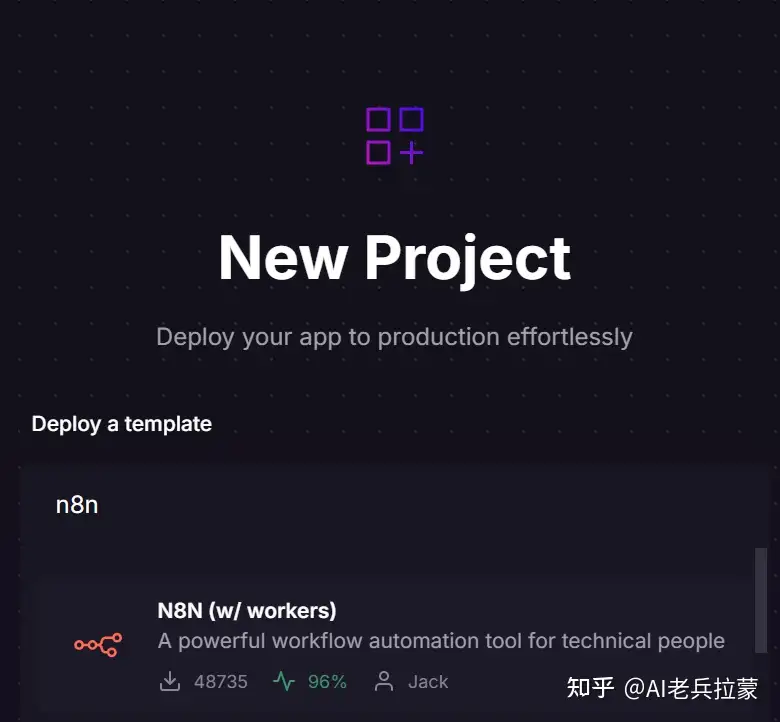 New Project
Deploy your app to production effortlessly
Deploy a template
n8n
N8N (w/ workers)
A powerful workflow automation tool for technical people
48735 96% Jack
知乎 @AI老兵拉蒙